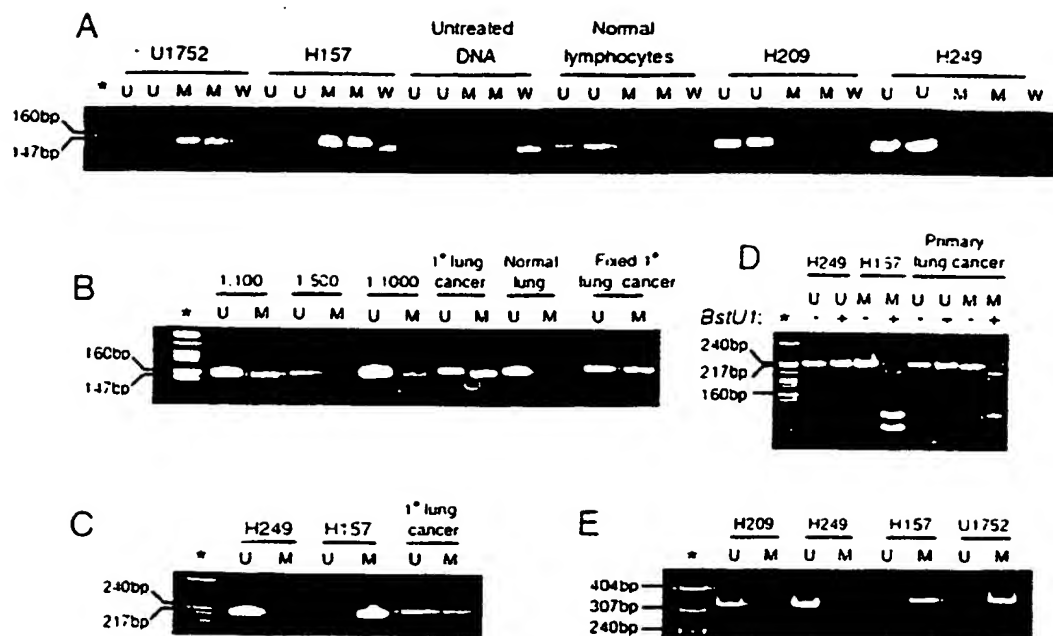 A
Untreated Normal
U1752 H157 DNA lymphocytes H209 H249
* U U M M W U U M M W U U M M W U U M M W U U M M W U U M M W
160bp
147bp
B
1° lung Normal Fixed 1°
1:100 1:500 1:1000 cancer lung lung cancer
* U M U M U M U M U M U M
160bp
147bp
D
Primary
H249 H157 lung cancer
U U M M U U M M
BstU1: * - + - + - + - +
240bp
217bp
160bp
C
1° lung
H249 H157 cancer
* U M U M U M
240bp
217bp
E
H209 H249 H157 U1752
* U M U M U M U M
404bp
307bp
240bp